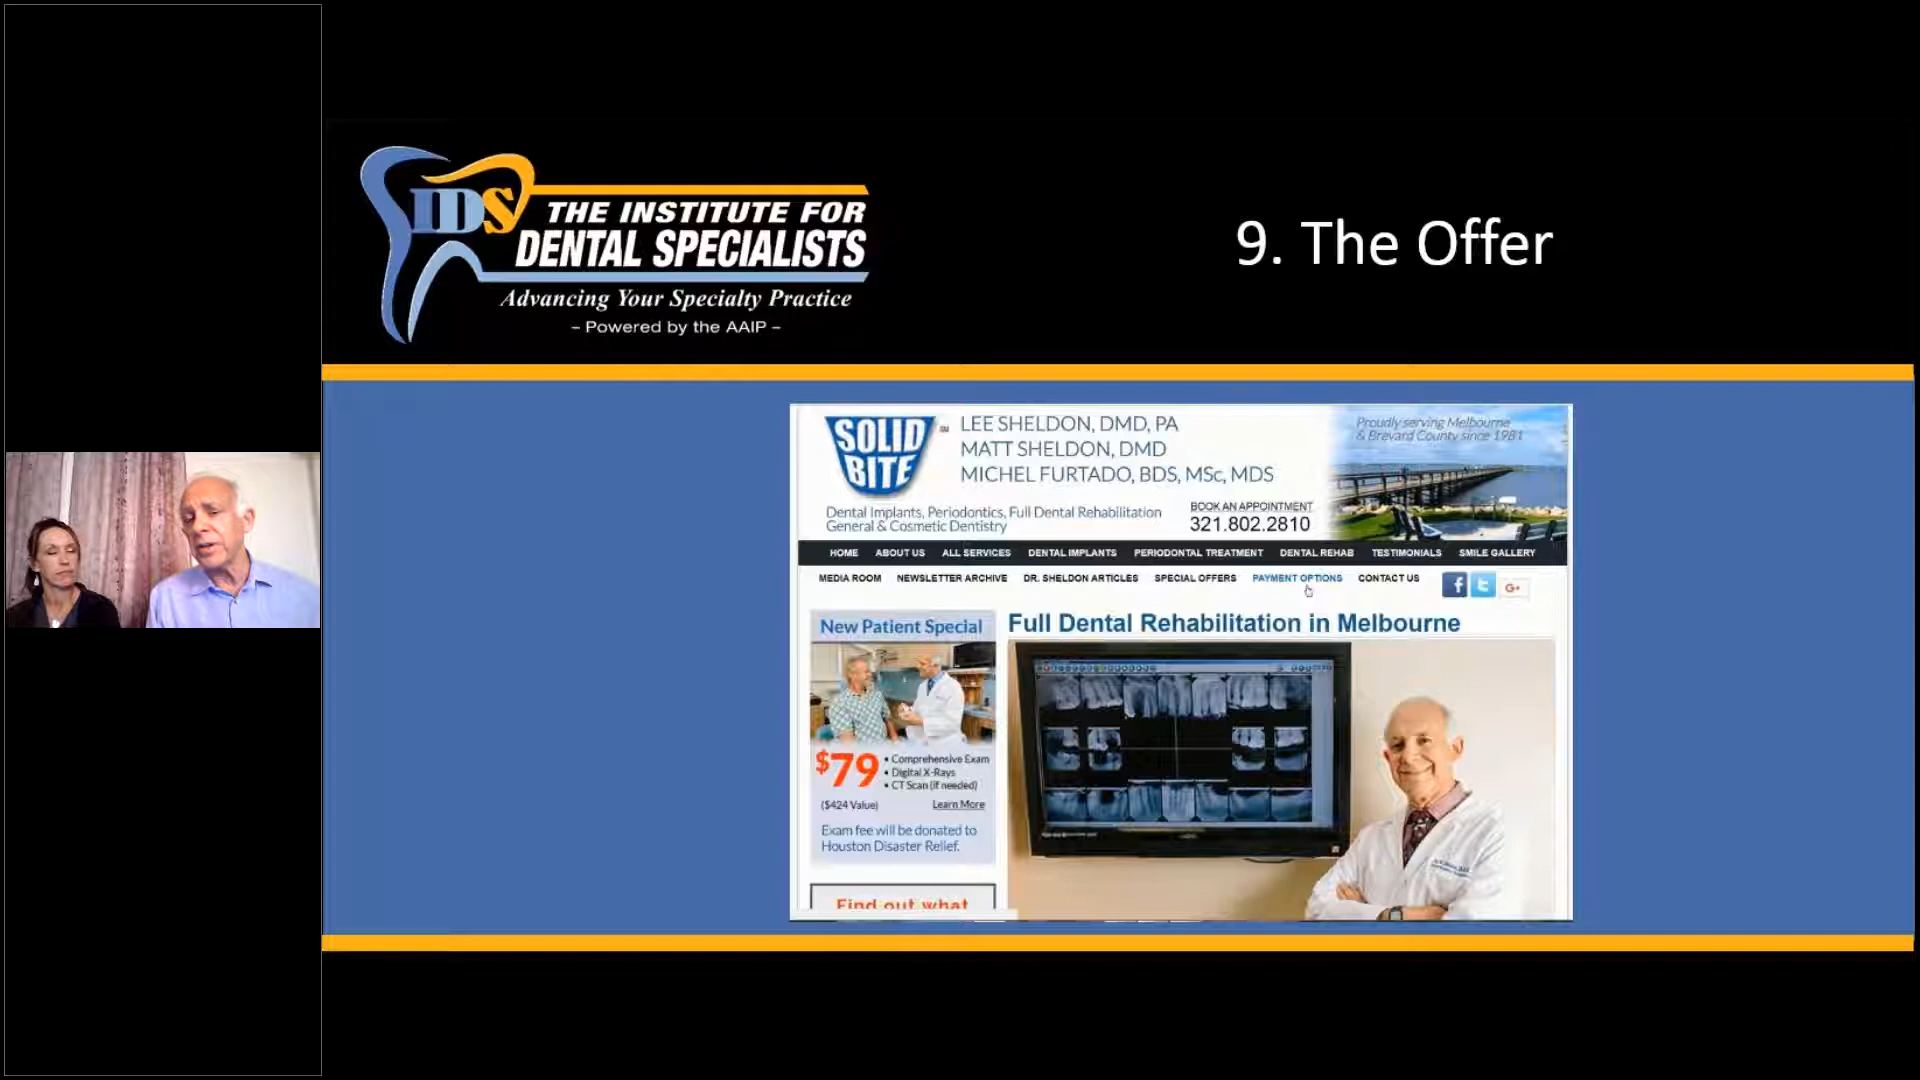 IDS
THE INSTITUTE FOR
DENTAL SPECIALISTS
Advancing Your Specialty Practice
– Powered by the AAIP –
9. The Offer
SOLID
BITE
SM
LEE SHELDON, DMD, PA
MATT SHELDON, DMD
MICHEL FURTADO, BDS, MSc, MDS
Dental Implants, Periodontics, Full Dental Rehabilitation
General & Cosmetic Dentistry
BOOK AN APPOINTMENT
321.802.2810
Proudly serving Melbourne
& Brevard County since 1981
HOME ABOUT US ALL SERVICES DENTAL IMPLANTS PERIODONTAL TREATMENT DENTAL REHAB TESTIMONIALS SMILE GALLERY
MEDIA ROOM NEWSLETTER ARCHIVE DR. SHELDON ARTICLES SPECIAL OFFERS PAYMENT OPTIONS CONTACT US f t G+
New Patient Special
$79
• Comprehensive Exam
• Digital X-Rays
• CT Scan (if needed)
($424 Value) Learn More
Exam fee will be donated to
Houston Disaster Relief.
Find out what
Full Dental Rehabilitation in Melbourne